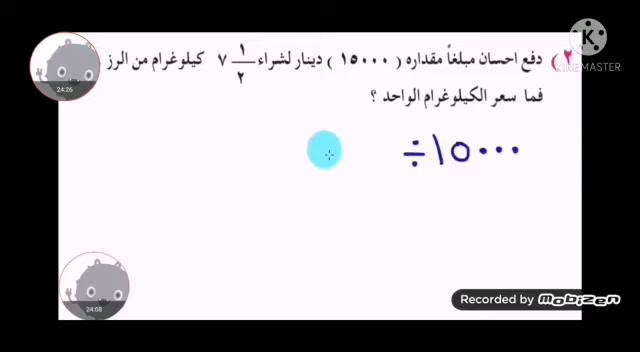 ٢) دفع احسان مبلغاً مقداره ( ١٥٠٠٠ ) دينار لشراء ٧ ١/٢ كيلوغرام من الرز
فما سعر الكيلوغرام الواحد ؟
١٥٠٠٠ ÷
24:26
24:08
K
KINEMASTER
Recorded by MOBIZEN